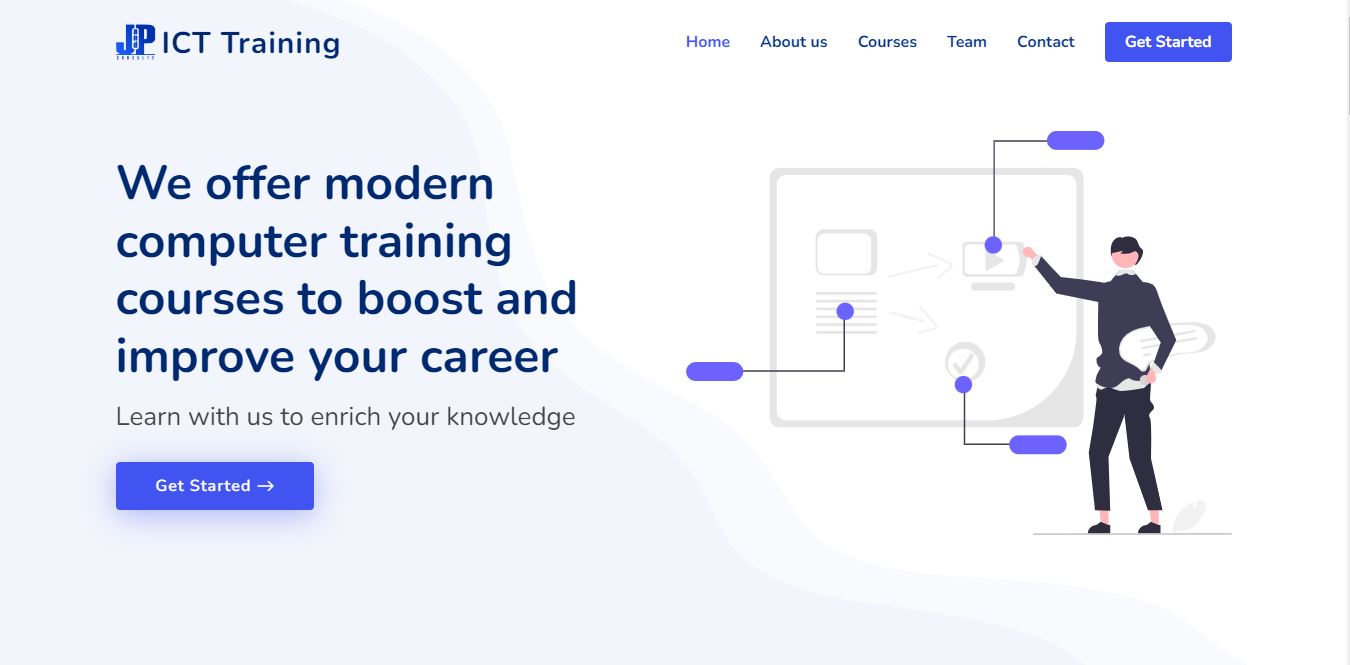 JP
CONSULTS
ICT Training
Home
About us
Courses
Team
Contact
Get Started
We offer modern
computer training
courses to boost and
improve your career
Learn with us to enrich your knowledge
Get Started →